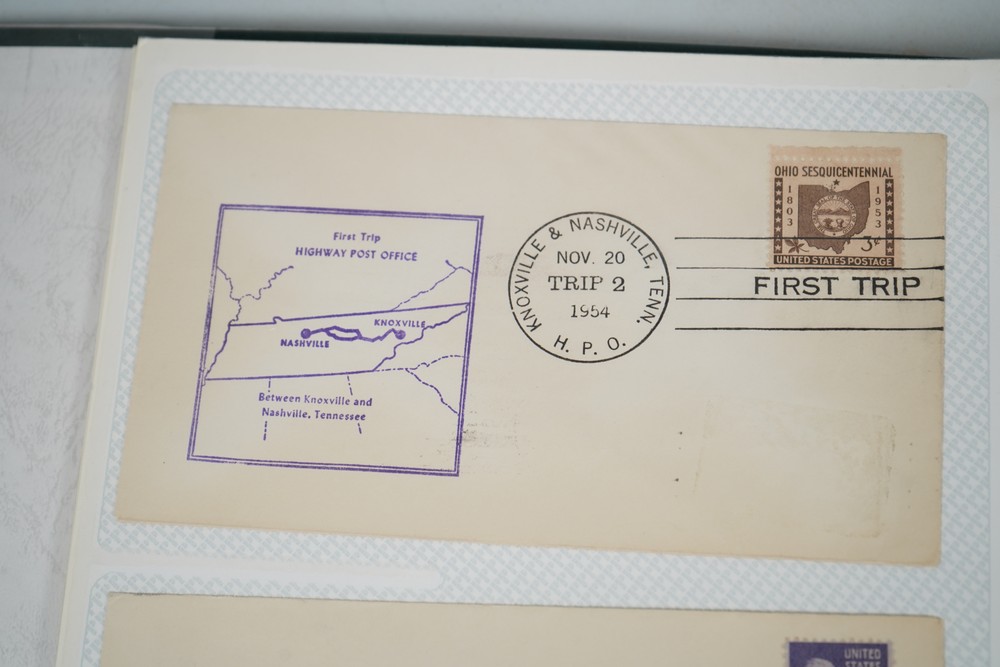 First Trip
HIGHWAY POST OFFICE
KNOXVILLE
NASHVILLE
Between Knoxville and
Nashville, Tennessee
KNOXVILLE & NASHVILLE, TENN.
NOV. 20
TRIP 2
1954
H. P. O.
OHIO SESQUICENTENNIAL
1803
1953
3¢
UNITED STATES POSTAGE
FIRST TRIP
UNITED
STATES